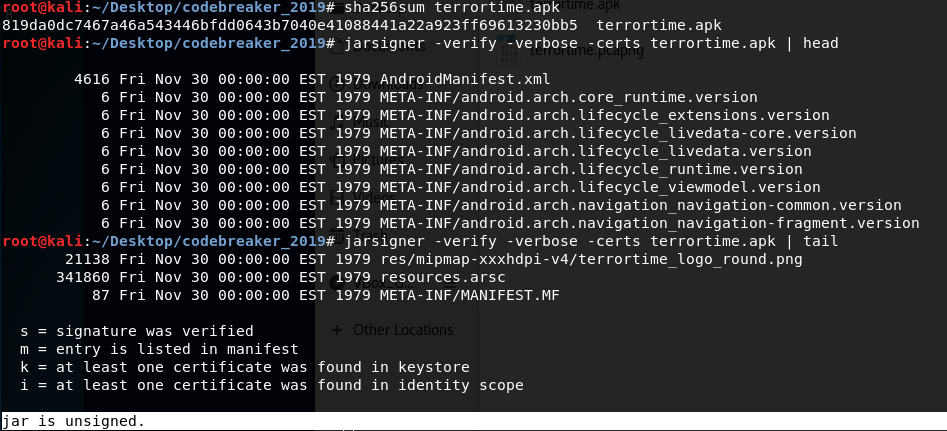 root@kali:~/Desktop/codebreaker_2019# sha256sum terrortime.apk
819da0dc7467a46a543446bfdd0643b7040e41088441a22a923ff69613230bb5  terrortime.apk
root@kali:~/Desktop/codebreaker_2019# jarsigner -verify -verbose -certs terrortime.apk | head
4616 Fri Nov 30 00:00:00 EST 1979 AndroidManifest.xml
6 Fri Nov 30 00:00:00 EST 1979 META-INF/android.arch.core_runtime.version
6 Fri Nov 30 00:00:00 EST 1979 META-INF/android.arch.lifecycle_extensions.version
6 Fri Nov 30 00:00:00 EST 1979 META-INF/android.arch.lifecycle_livedata-core.version
6 Fri Nov 30 00:00:00 EST 1979 META-INF/android.arch.lifecycle_livedata.version
6 Fri Nov 30 00:00:00 EST 1979 META-INF/android.arch.lifecycle_runtime.version
6 Fri Nov 30 00:00:00 EST 1979 META-INF/android.arch.lifecycle_viewmodel.version
6 Fri Nov 30 00:00:00 EST 1979 META-INF/android.arch.navigation_navigation-common.version
6 Fri Nov 30 00:00:00 EST 1979 META-INF/android.arch.navigation_navigation-fragment.version
root@kali:~/Desktop/codebreaker_2019# jarsigner -verify -verbose -certs terrortime.apk | tail
21138 Fri Nov 30 00:00:00 EST 1979 res/mipmap-xxxhdpi-v4/terrortime_logo_round.png
341860 Fri Nov 30 00:00:00 EST 1979 resources.arsc
87 Fri Nov 30 00:00:00 EST 1979 META-INF/MANIFEST.MF
s = signature was verified
m = entry is listed in manifest
k = at least one certificate was found in keystore
i = at least one certificate was found in identity scope
jar is unsigned.
terrortime.apk
terrortime.pcapng
Downloads
+ Other Locations